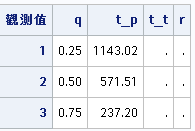 觀測值 q t_p t_t r
1 0.25 1143.02 . .
2 0.50 571.51 . .
3 0.75 237.20 . .